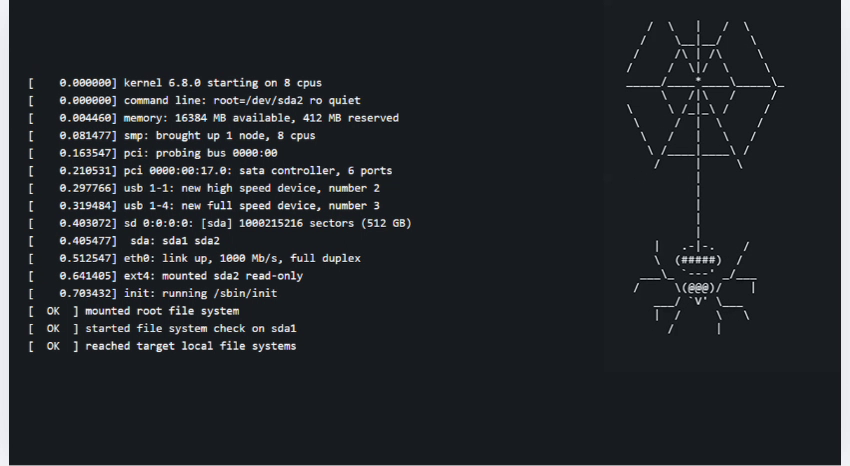 [    0.000000] kernel 6.8.0 starting on 8 cpus
[    0.000000] command line: root=/dev/sda2 ro quiet
[    0.004460] memory: 16384 MB available, 412 MB reserved
[    0.081477] smp: brought up 1 node, 8 cpus
[    0.163547] pci: probing bus 0000:00
[    0.210531] pci 0000:00:17.0: sata controller, 6 ports
[    0.297766] usb 1-1: new high speed device, number 2
[    0.319484] usb 1-4: new full speed device, number 3
[    0.403072] sd 0:0:0:0: [sda] 1000215216 sectors (512 GB)
[    0.405477]  sda: sda1 sda2
[    0.512547] eth0: link up, 1000 Mb/s, full duplex
[    0.641405] ext4: mounted sda2 read-only
[    0.703432] init: running /sbin/init
[  OK  ] mounted root file system
[  OK  ] started file system check on sda1
[  OK  ] reached target local file systems